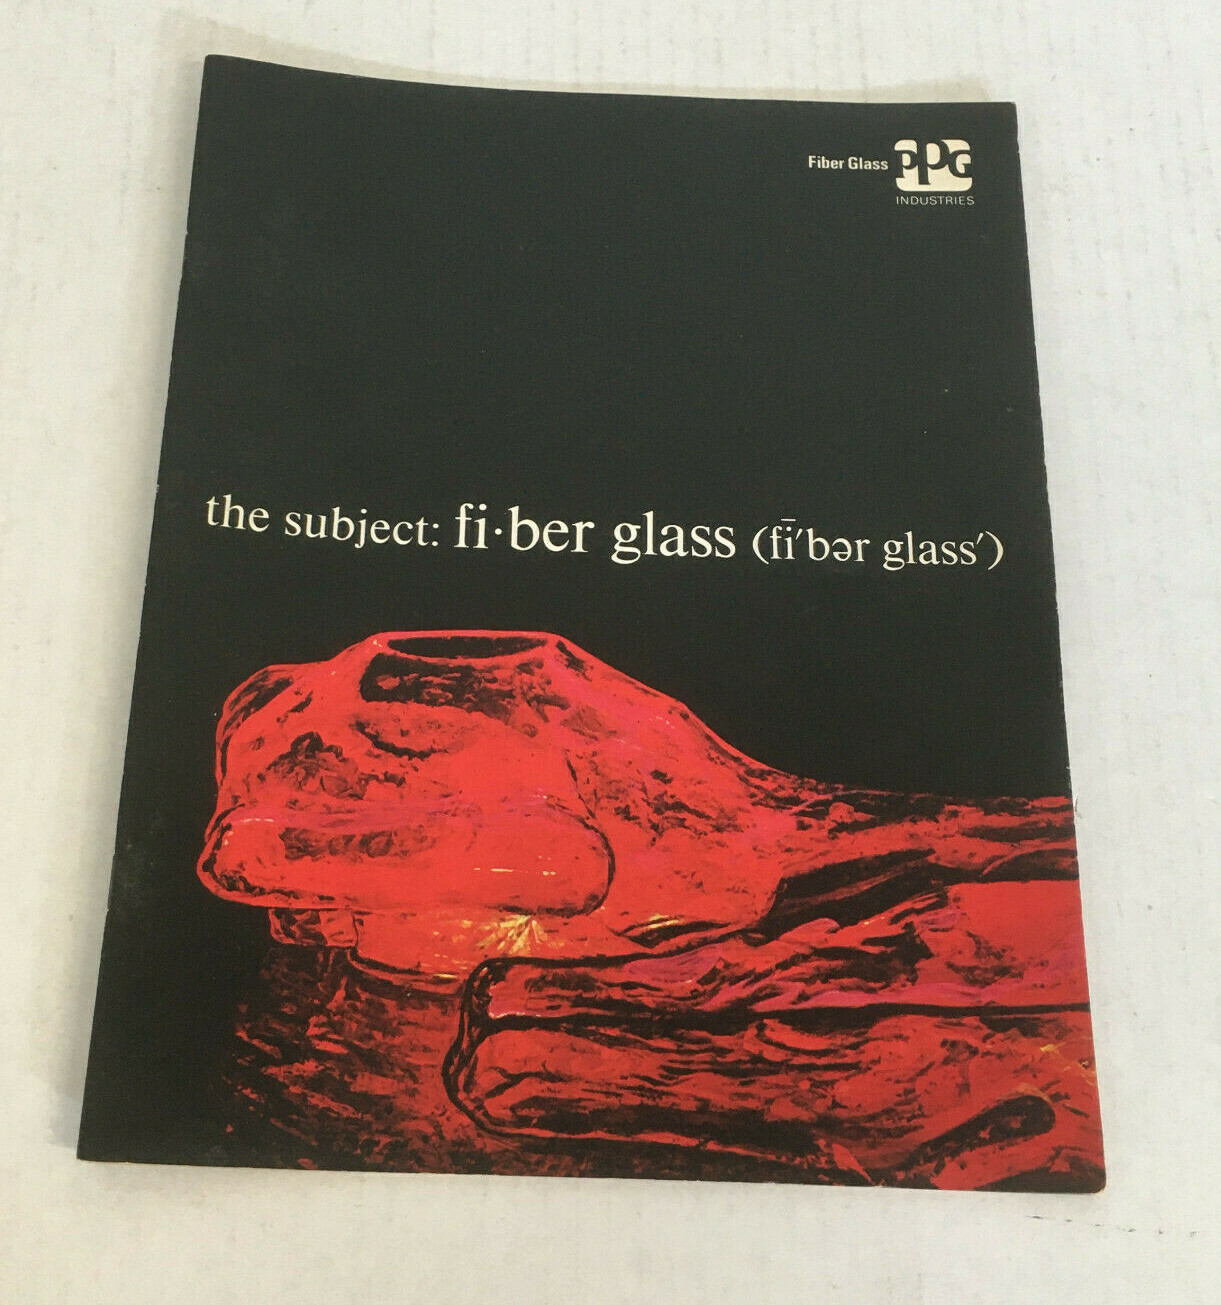 Fiber Glass PPG
INDUSTRIES
the subject: fi·ber glass (fī′bər glass′)